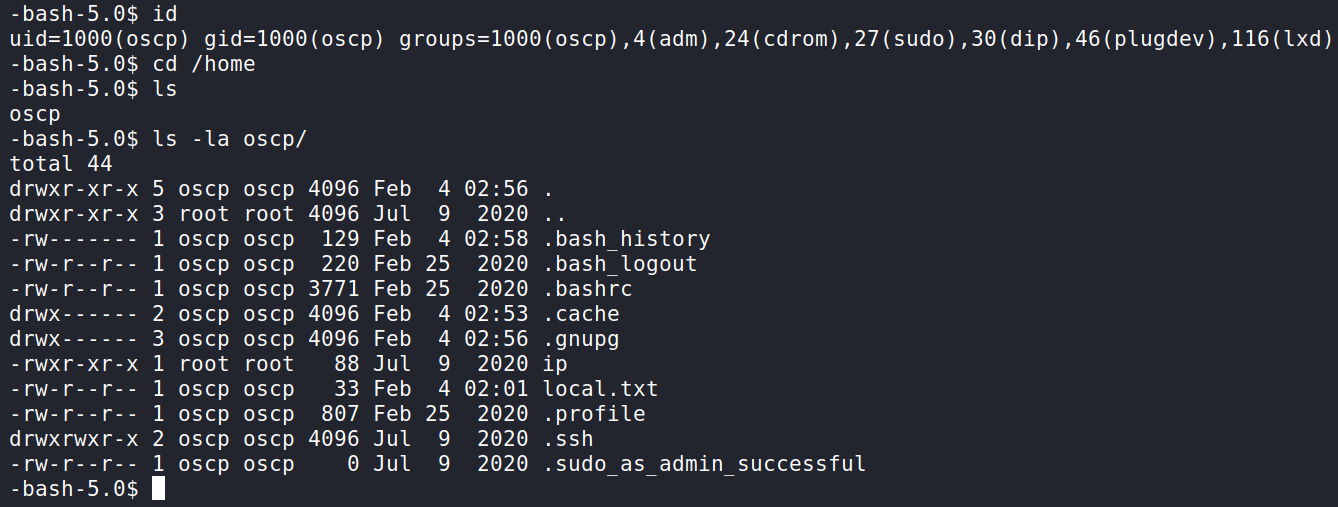 -bash-5.0$ id
uid=1000(oscp) gid=1000(oscp) groups=1000(oscp),4(adm),24(cdrom),27(sudo),30(dip),46(plugdev),116(lxd)
-bash-5.0$ cd /home
-bash-5.0$ ls
oscp
-bash-5.0$ ls -la oscp/
total 44
drwxr-xr-x 5 oscp oscp 4096 Feb  4 02:56 .
drwxr-xr-x 3 root root 4096 Jul  9  2020 ..
-rw------- 1 oscp oscp  129 Feb  4 02:58 .bash_history
-rw-r--r-- 1 oscp oscp  220 Feb 25  2020 .bash_logout
-rw-r--r-- 1 oscp oscp 3771 Feb 25  2020 .bashrc
drwx------ 2 oscp oscp 4096 Feb  4 02:53 .cache
drwx------ 3 oscp oscp 4096 Feb  4 02:56 .gnupg
-rwxr-xr-x 1 root root   88 Jul  9  2020 ip
-rw-r--r-- 1 oscp oscp   33 Feb  4 02:01 local.txt
-rw-r--r-- 1 oscp oscp  807 Feb 25  2020 .profile
drwxrwxr-x 2 oscp oscp 4096 Jul  9  2020 .ssh
-rw-r--r-- 1 oscp oscp    0 Jul  9  2020 .sudo_as_admin_successful
-bash-5.0$